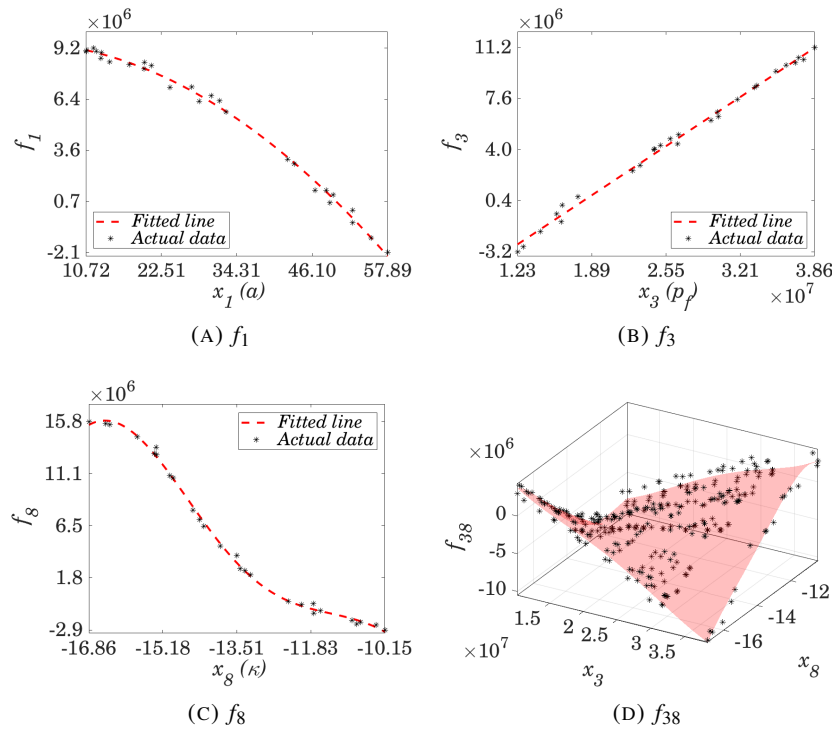 ×10^6
9.2
6.4
3.6
0.7
-2.1
f_1
Fitted line
Actual data
10.72 22.51 34.31 46.10 57.89
x_1 (a)
(A) f_1
×10^6
11.2
7.6
4.0
0.4
-3.2
f_3
Fitted line
Actual data
1.23 1.89 2.55 3.21 3.86
x_3 (p_f)
×10^7
(B) f_3
×10^6
15.8
11.1
6.5
1.8
-2.9
f_8
Fitted line
Actual data
-16.86 -15.18 -13.51 -11.83 -10.15
x_8 (κ)
(C) f_8
×10^6
0
-5
-10
f_38
1.5 2 2.5 3 3.5
×10^7
x_3
-16 -14 -12
x_8
(D) f_38